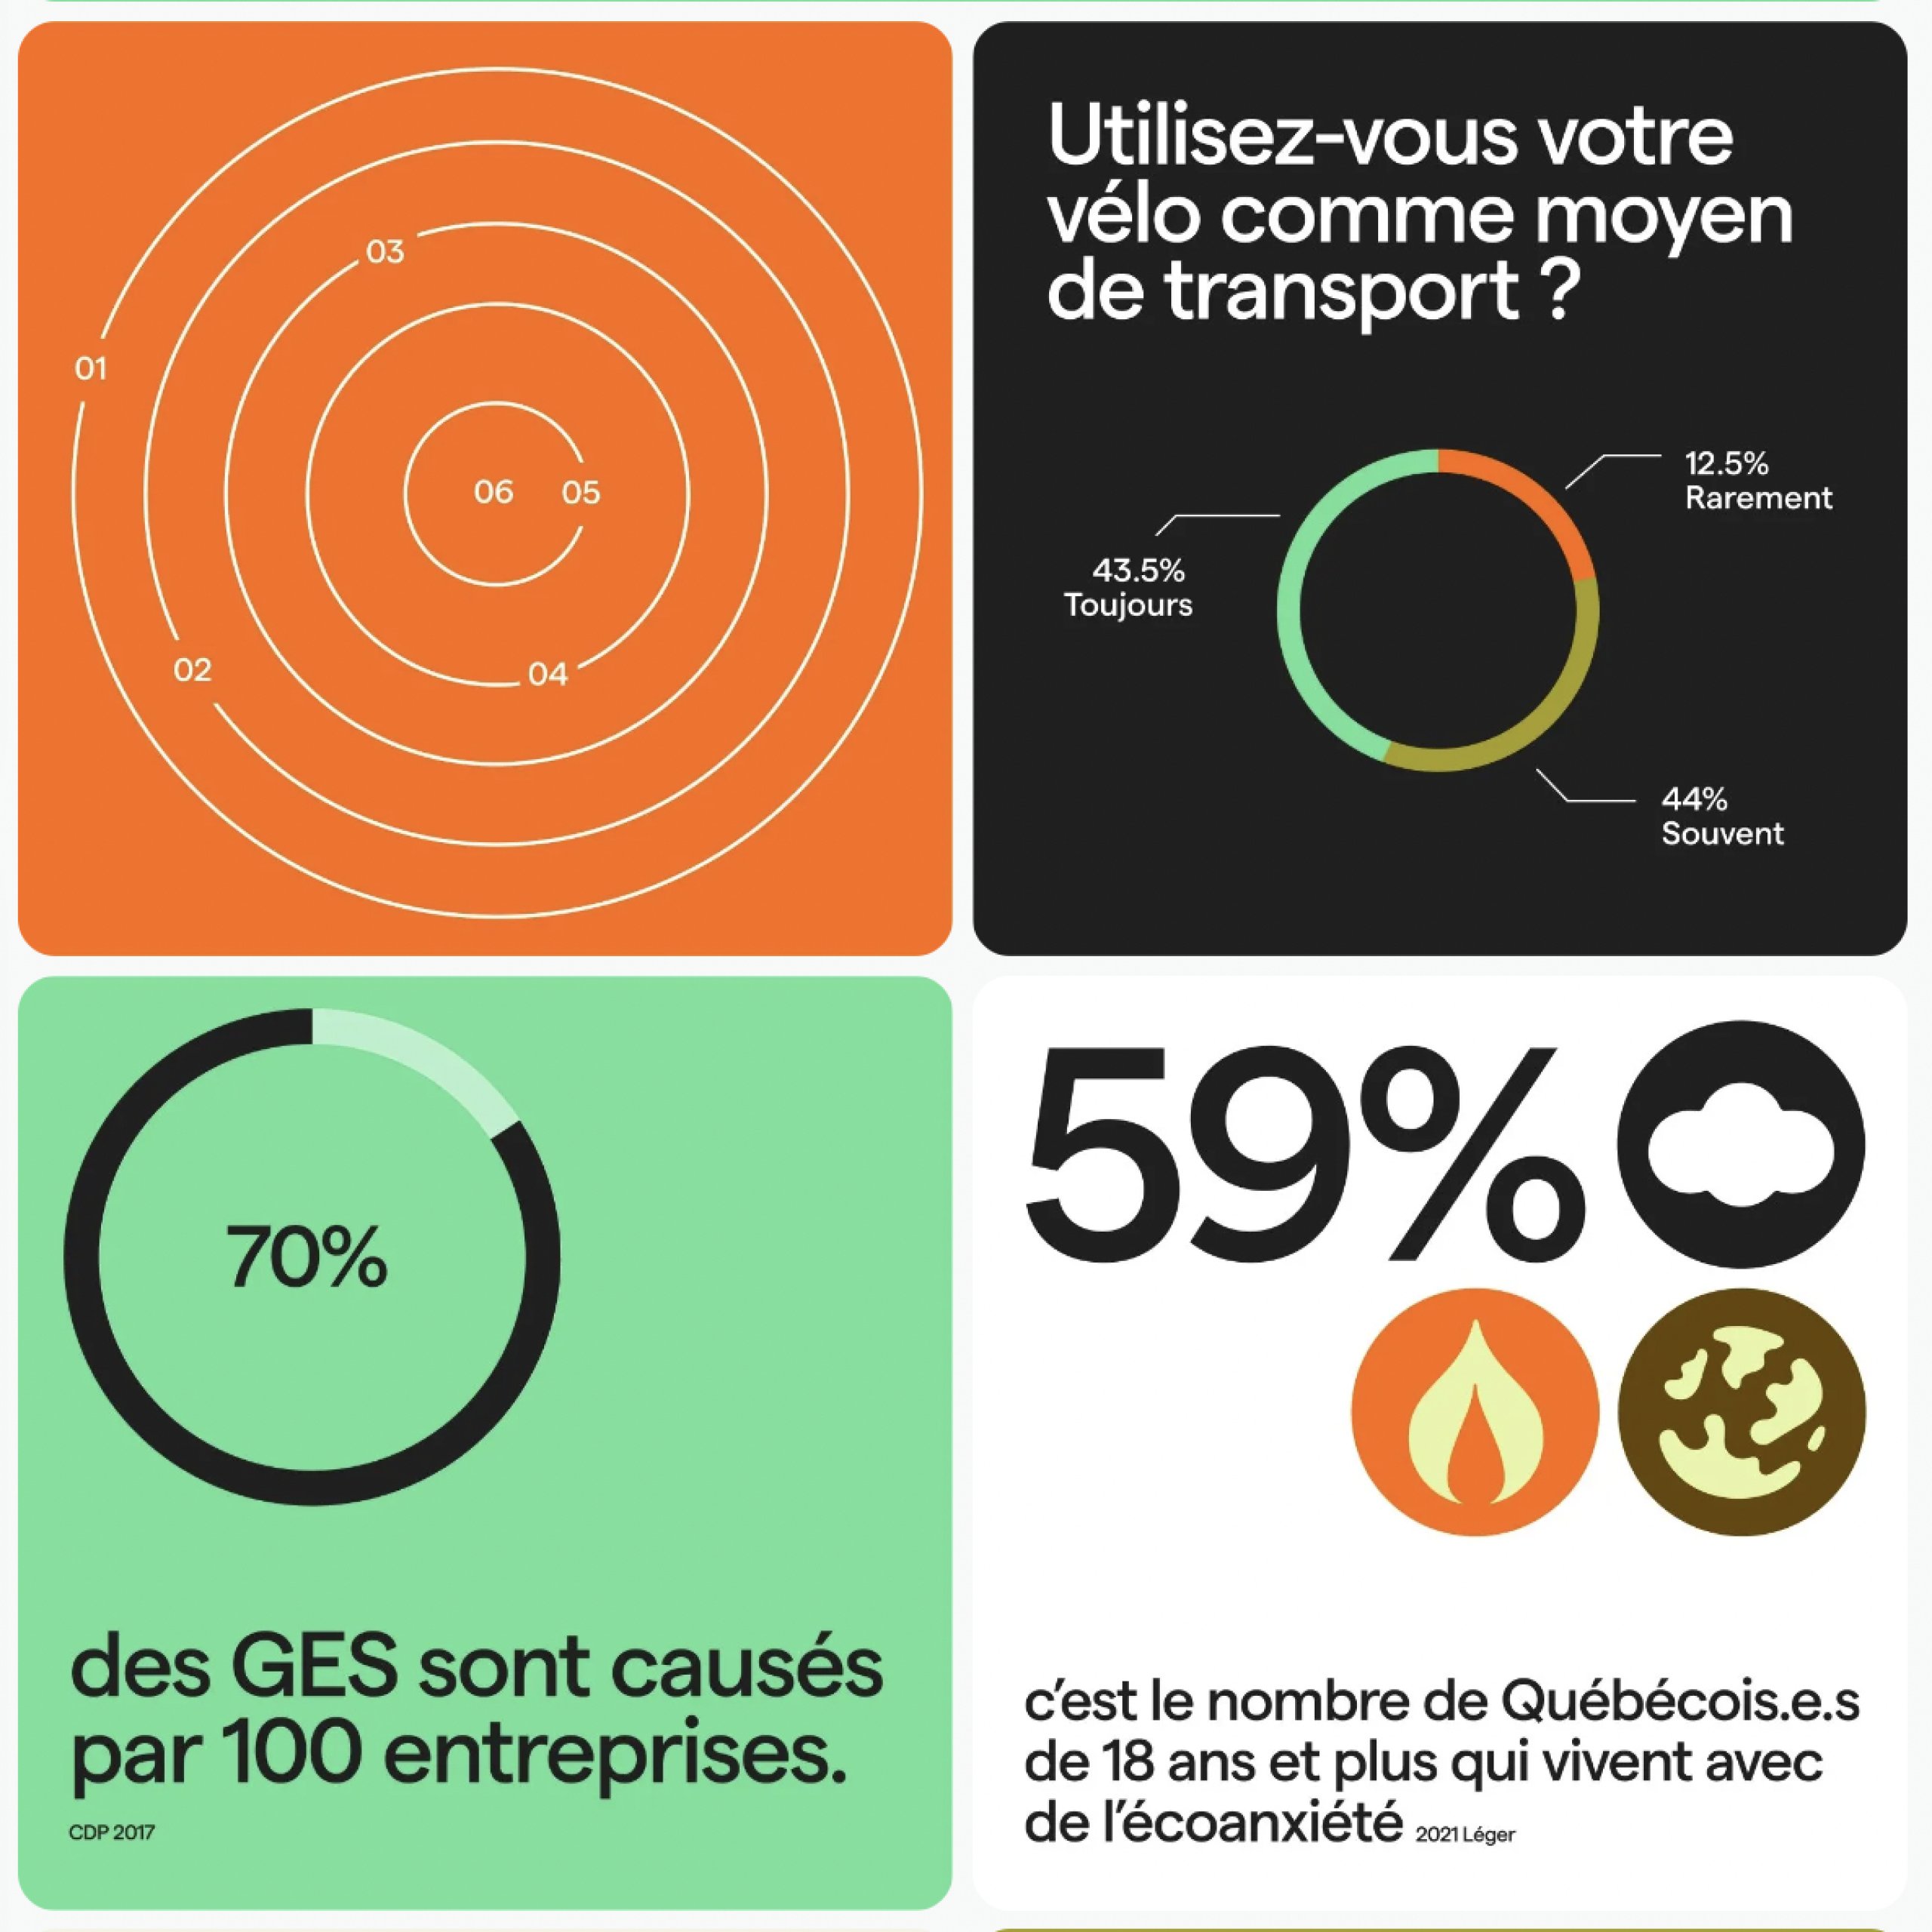 03
01
06
05
02
04
Utilisez-vous votre
vélo comme moyen
de transport ?
12.5%
Rarement
43.5%
Toujours
44%
Souvent
70%
des GES sont causés
par 100 entreprises.
CDP 2017
59%
c'est le nombre de Québécois.e.s
de 18 ans et plus qui vivent avec
de l'écoanxiété 2021 Léger